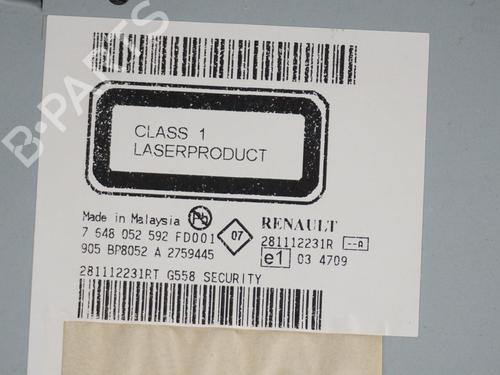 B-PARTS
CLASS 1
LASERPRODUCT
Made in Malaysia Pb
7 648 052 592 FD001
905 BP8052 A 2759445
07
RENAULT
281112231R --A
e1 03 4709
281112231RT G558 SECURITY